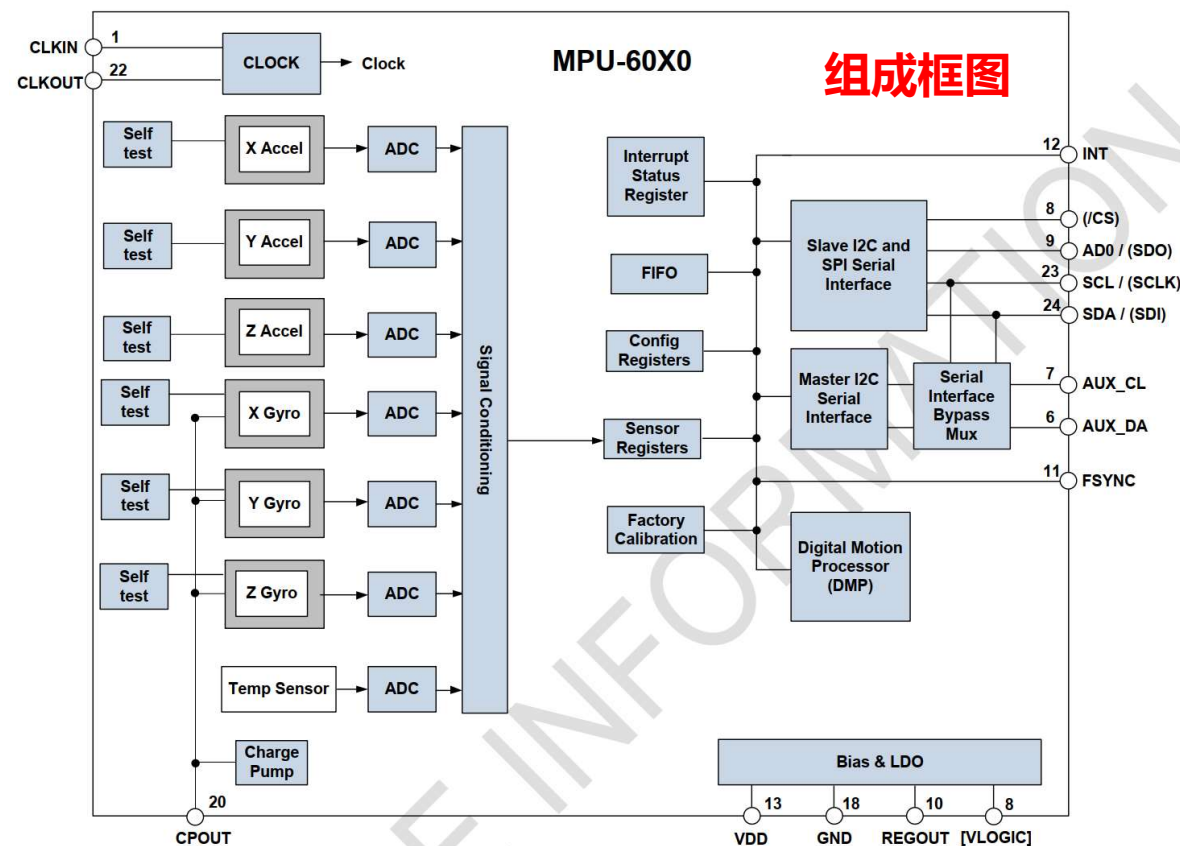 MPU-60X0
组成框图
CLKIN
1
CLKOUT
22
CLOCK
Clock
Self
test
X Accel
ADC
Self
test
Y Accel
ADC
Self
test
Z Accel
ADC
Self
test
X Gyro
ADC
Self
test
Y Gyro
ADC
Self
test
Z Gyro
ADC
Temp Sensor
ADC
Signal Conditioning
Charge
Pump
20
CPOUT
Interrupt
Status
Register
FIFO
Config
Registers
Sensor
Registers
Factory
Calibration
Slave I2C and
SPI Serial
Interface
Master I2C
Serial
Interface
Serial
Interface
Bypass
Mux
Digital Motion
Processor
(DMP)
12
INT
8
(/CS)
9
AD0 / (SDO)
23
SCL / (SCLK)
24
SDA / (SDI)
7
AUX_CL
6
AUX_DA
11
FSYNC
Bias & LDO
13
VDD
18
GND
10
REGOUT
8
[VLOGIC]
E INFORMATION